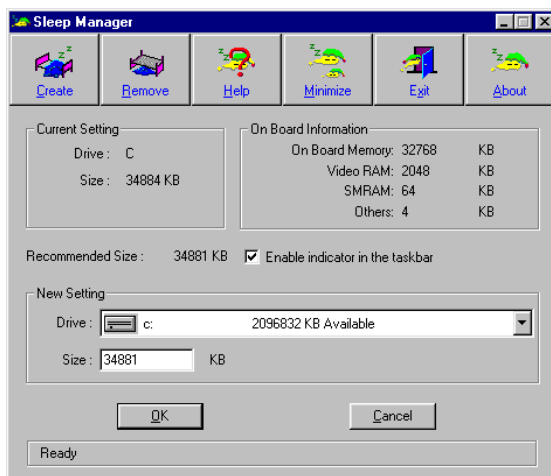 Sleep Manager
Create Remove Help Minimize Exit About
Current Setting
Drive : C
Size : 34884 KB
On Board Information
On Board Memory: 32768 KB
Video RAM: 2048 KB
SMRAM: 64 KB
Others: 4 KB
Recommended Size : 34881 KB Enable indicator in the taskbar
New Setting
Drive : c: 2096832 KB Available
Size : 34881 KB
OK Cancel
Ready